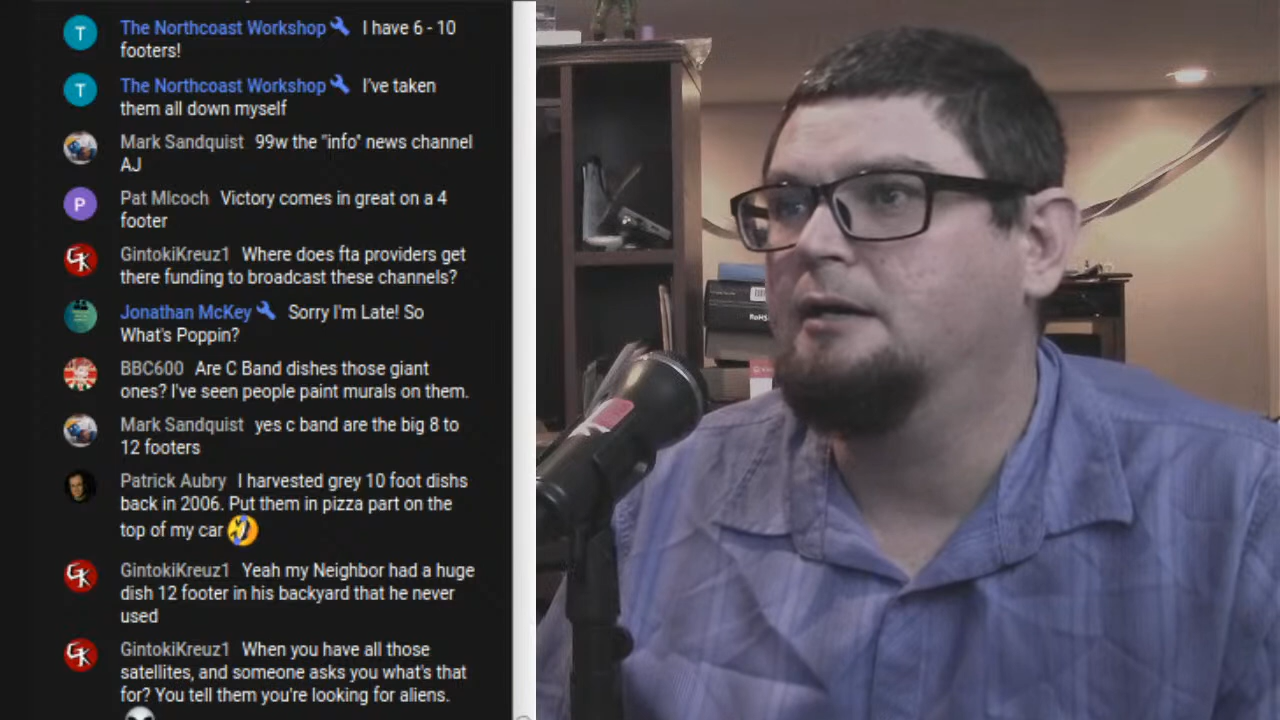 The Northcoast Workshop I have 6 - 10
footers!
The Northcoast Workshop I've taken
them all down myself
Mark Sandquist 99w the "info" news channel
AJ
Pat Mlcoch Victory comes in great on a 4
footer
GintokiKreuz1 Where does fta providers get
there funding to broadcast these channels?
Jonathan McKey Sorry I'm Late! So
What's Poppin?
BBC600 Are C Band dishes those giant
ones? I've seen people paint murals on them.
Mark Sandquist yes c band are the big 8 to
12 footers
Patrick Aubry I harvested grey 10 foot dishs
back in 2006. Put them in pizza part on the
top of my car
GintokiKreuz1 Yeah my Neighbor had a huge
dish 12 footer in his backyard that he never
used
GintokiKreuz1 When you have all those
satellites, and someone asks you what's that
for? You tell them you're looking for aliens.
T
T
P
GK
GK
GK
RoHS